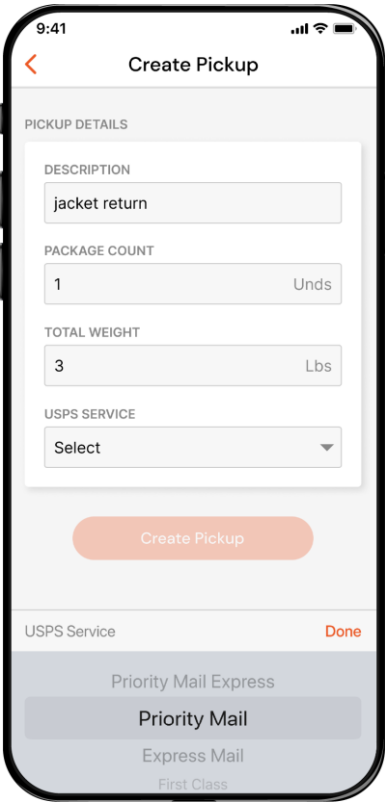 9:41
Create Pickup
PICKUP DETAILS
DESCRIPTION
jacket return
PACKAGE COUNT
1 Unds
TOTAL WEIGHT
3 Lbs
USPS SERVICE
Select
Create Pickup
USPS Service Done
Priority Mail Express
Priority Mail
Express Mail
First Class